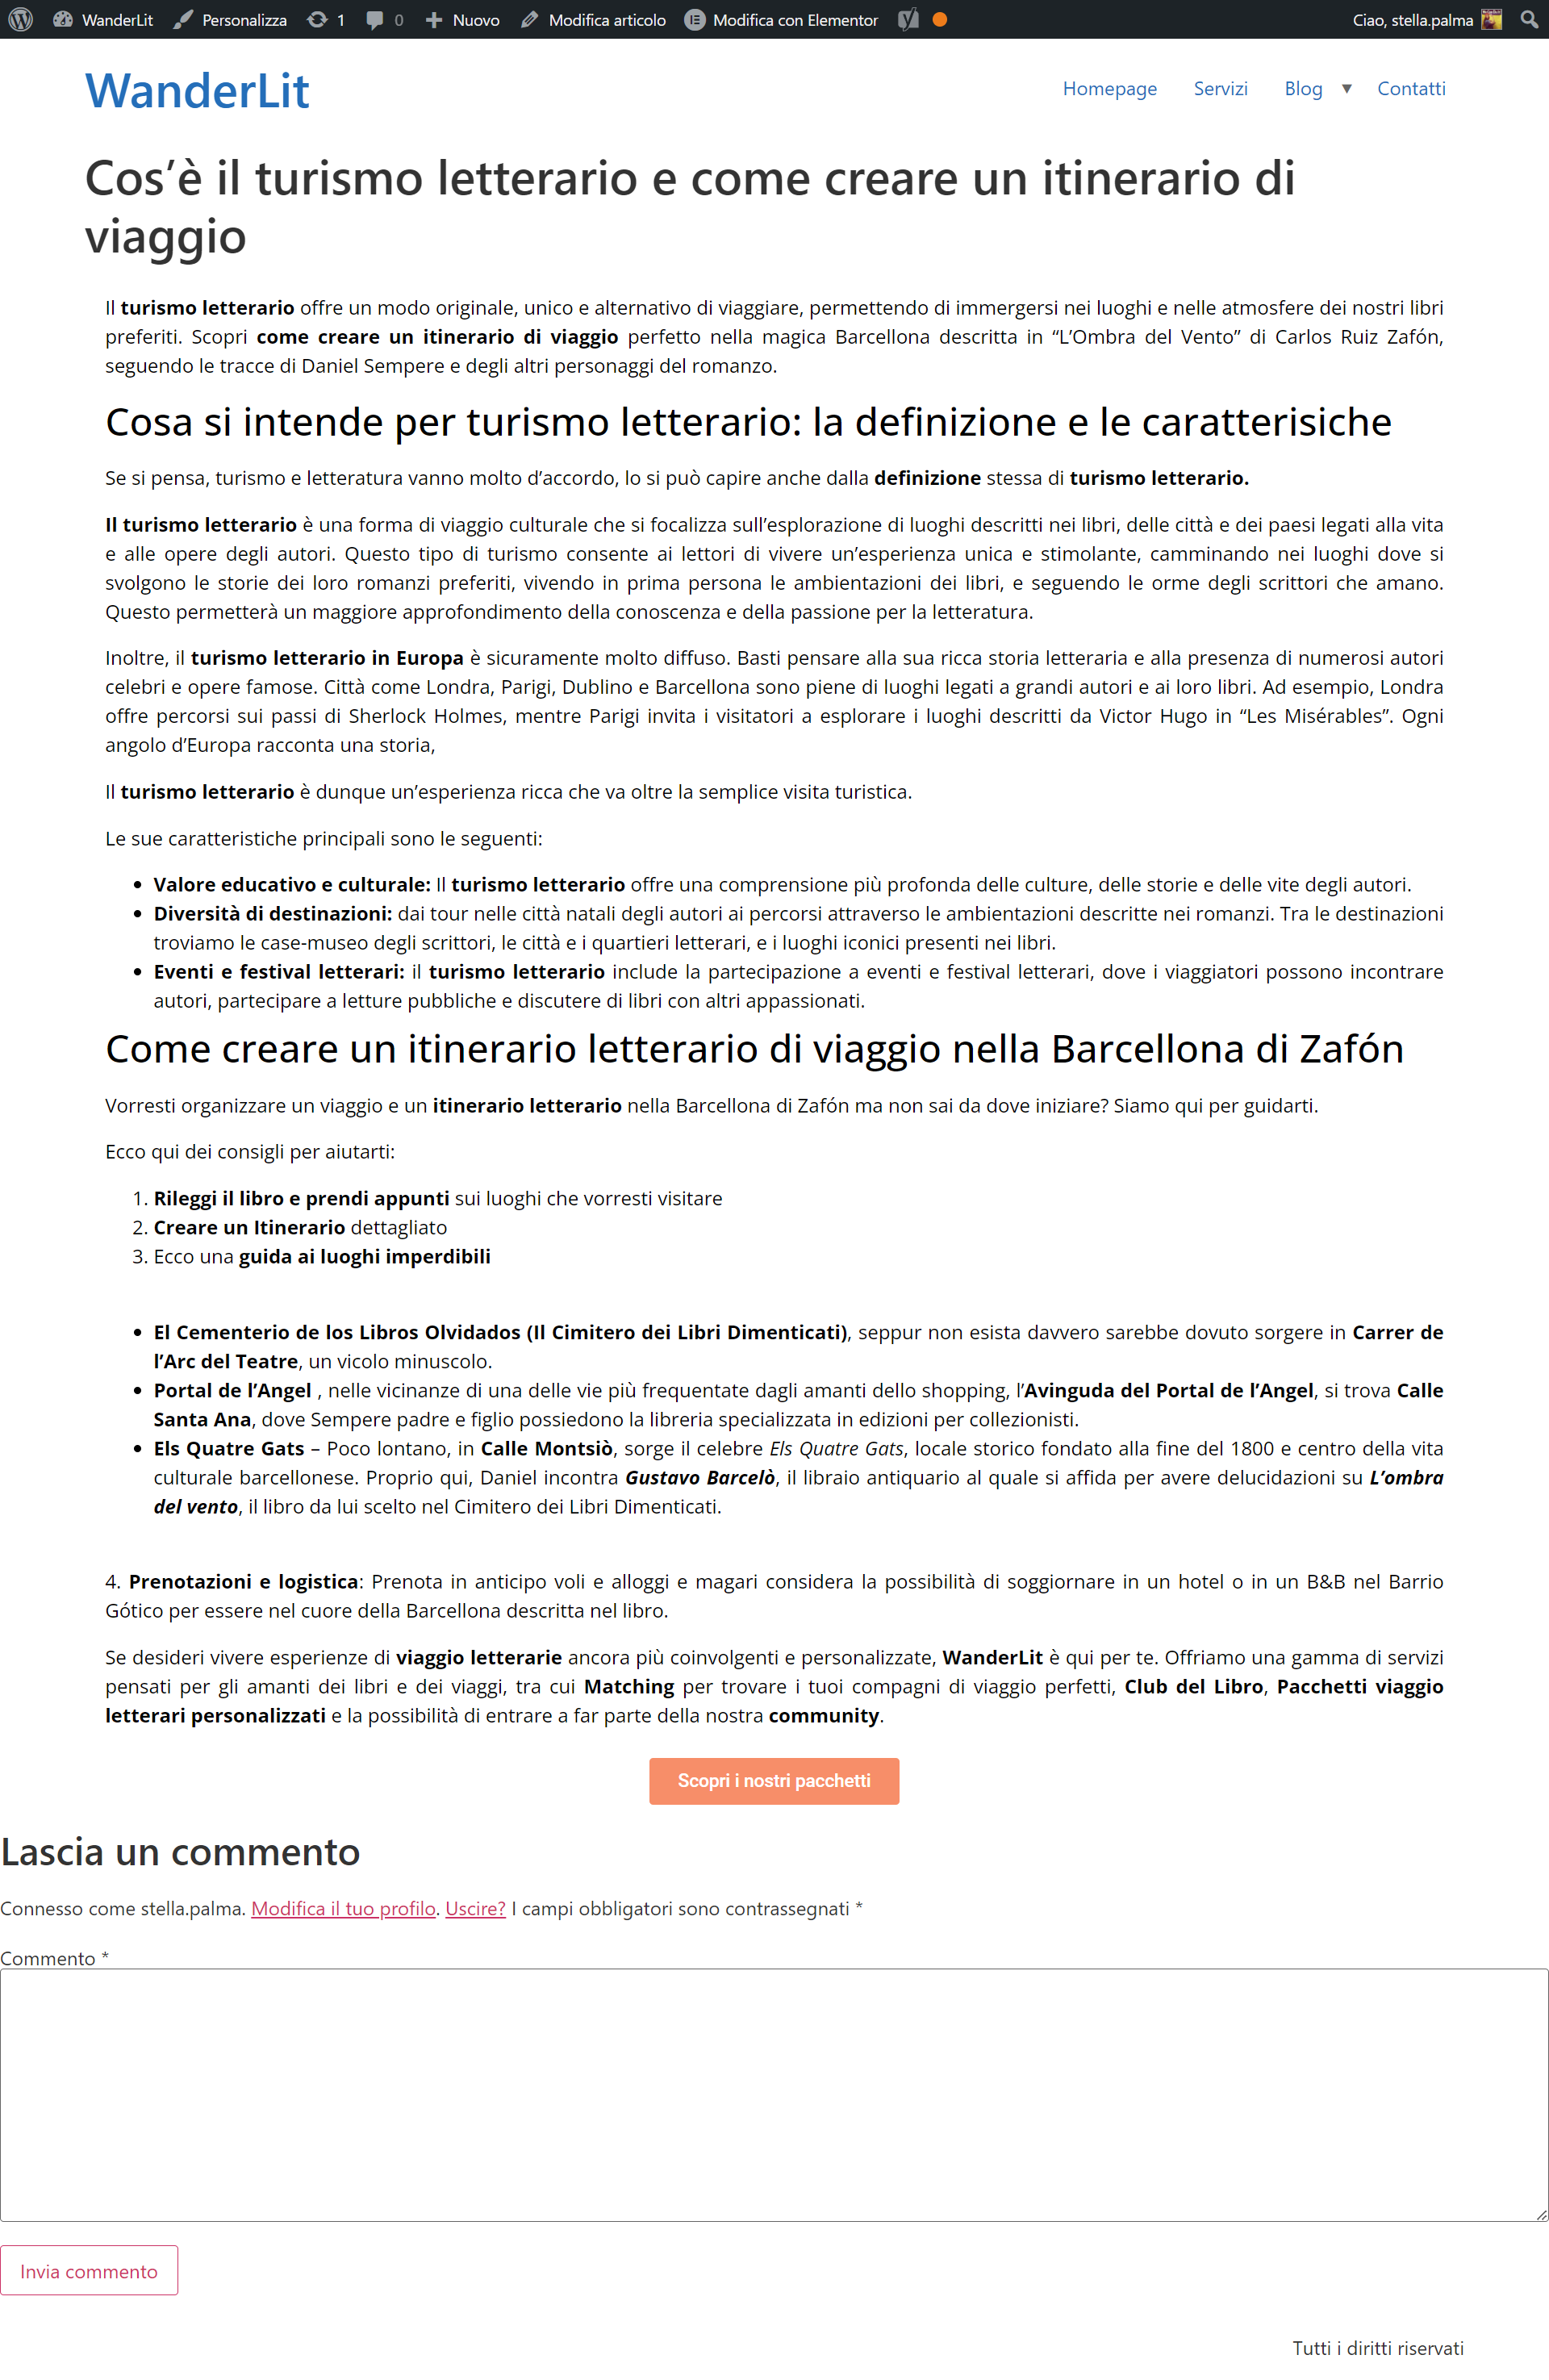 WanderLit Personalizza 1 0 Nuovo Modifica articolo Modifica con Elementor Ciao, stella.palma
WanderLit
Homepage Servizi Blog ▼ Contatti
Cos’è il turismo letterario e come creare un itinerario di
viaggio
Il turismo letterario offre un modo originale, unico e alternativo di viaggiare, permettendo di immergersi nei luoghi e nelle atmosfere dei nostri libri
preferiti. Scopri come creare un itinerario di viaggio perfetto nella magica Barcellona descritta in “L’Ombra del Vento” di Carlos Ruiz Zafón,
seguendo le tracce di Daniel Sempere e degli altri personaggi del romanzo.
Cosa si intende per turismo letterario: la definizione e le caratterisiche
Se si pensa, turismo e letteratura vanno molto d’accordo, lo si può capire anche dalla definizione stessa di turismo letterario.
Il turismo letterario è una forma di viaggio culturale che si focalizza sull’esplorazione di luoghi descritti nei libri, delle città e dei paesi legati alla vita
e alle opere degli autori. Questo tipo di turismo consente ai lettori di vivere un’esperienza unica e stimolante, camminando nei luoghi dove si
svolgono le storie dei loro romanzi preferiti, vivendo in prima persona le ambientazioni dei libri, e seguendo le orme degli scrittori che amano.
Questo permetterà un maggiore approfondimento della conoscenza e della passione per la letteratura.
Inoltre, il turismo letterario in Europa è sicuramente molto diffuso. Basti pensare alla sua ricca storia letteraria e alla presenza di numerosi autori
celebri e opere famose. Città come Londra, Parigi, Dublino e Barcellona sono piene di luoghi legati a grandi autori e ai loro libri. Ad esempio, Londra
offre percorsi sui passi di Sherlock Holmes, mentre Parigi invita i visitatori a esplorare i luoghi descritti da Victor Hugo in “Les Misérables”. Ogni
angolo d’Europa racconta una storia,
Il turismo letterario è dunque un’esperienza ricca che va oltre la semplice visita turistica.
Le sue caratteristiche principali sono le seguenti:
• Valore educativo e culturale: Il turismo letterario offre una comprensione più profonda delle culture, delle storie e delle vite degli autori.
• Diversità di destinazioni: dai tour nelle città natali degli autori ai percorsi attraverso le ambientazioni descritte nei romanzi. Tra le destinazioni
troviamo le case-museo degli scrittori, le città e i quartieri letterari, e i luoghi iconici presenti nei libri.
• Eventi e festival letterari: il turismo letterario include la partecipazione a eventi e festival letterari, dove i viaggiatori possono incontrare
autori, partecipare a letture pubbliche e discutere di libri con altri appassionati.
Come creare un itinerario letterario di viaggio nella Barcellona di Zafón
Vorresti organizzare un viaggio e un itinerario letterario nella Barcellona di Zafón ma non sai da dove iniziare? Siamo qui per guidarti.
Ecco qui dei consigli per aiutarti:
1. Rileggi il libro e prendi appunti sui luoghi che vorresti visitare
2. Creare un Itinerario dettagliato
3. Ecco una guida ai luoghi imperdibili
• El Cementerio de los Libros Olvidados (Il Cimitero dei Libri Dimenticati), seppur non esista davvero sarebbe dovuto sorgere in Carrer de
l’Arc del Teatre, un vicolo minuscolo.
• Portal de l’Angel , nelle vicinanze di una delle vie più frequentate dagli amanti dello shopping, l’Avinguda del Portal de l’Angel, si trova Calle
Santa Ana, dove Sempere padre e figlio possiedono la libreria specializzata in edizioni per collezionisti.
• Els Quatre Gats – Poco lontano, in Calle Montsiò, sorge il celebre Els Quatre Gats, locale storico fondato alla fine del 1800 e centro della vita
culturale barcellonese. Proprio qui, Daniel incontra Gustavo Barcelò, il libraio antiquario al quale si affida per avere delucidazioni su L’ombra
del vento, il libro da lui scelto nel Cimitero dei Libri Dimenticati.
4. Prenotazioni e logistica: Prenota in anticipo voli e alloggi e magari considera la possibilità di soggiornare in un hotel o in un B&B nel Barrio
Gótico per essere nel cuore della Barcellona descritta nel libro.
Se desideri vivere esperienze di viaggio letterarie ancora più coinvolgenti e personalizzate, WanderLit è qui per te. Offriamo una gamma di servizi
pensati per gli amanti dei libri e dei viaggi, tra cui Matching per trovare i tuoi compagni di viaggio perfetti, Club del Libro, Pacchetti viaggio
letterari personalizzati e la possibilità di entrare a far parte della nostra community.
Scopri i nostri pacchetti
Lascia un commento
Connesso come stella.palma. Modifica il tuo profilo. Uscire? I campi obbligatori sono contrassegnati *
Commento *
Invia commento
Tutti i diritti riservati